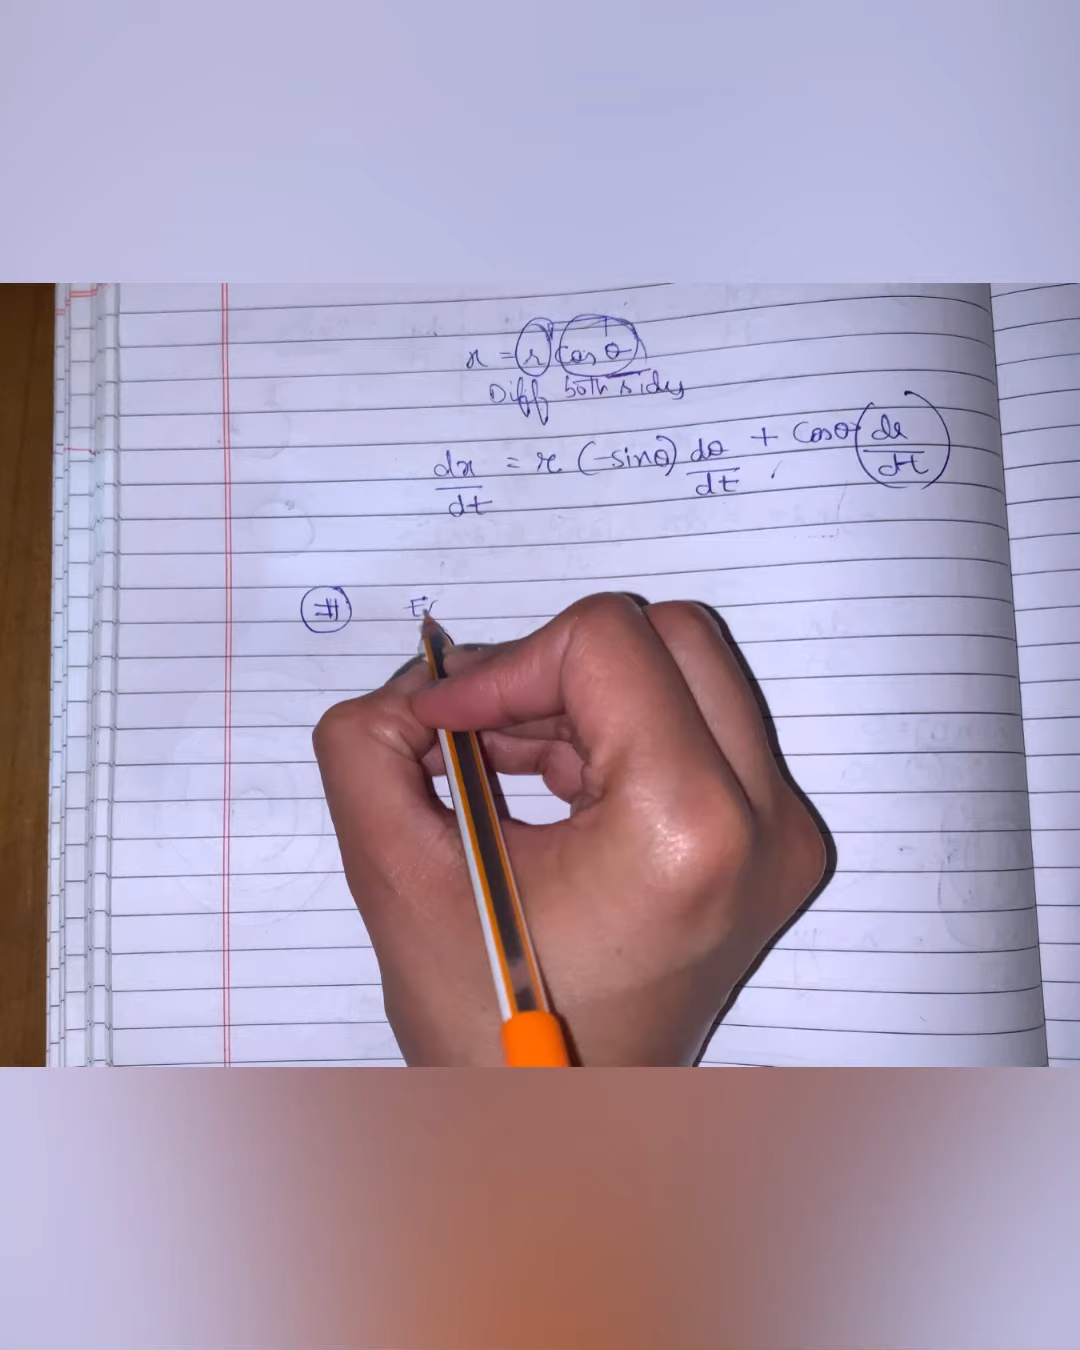 x = r cos θ
Diff both sides
dx/dt = r. (-sinθ) dθ/dt + Cosθ dr/dt
#